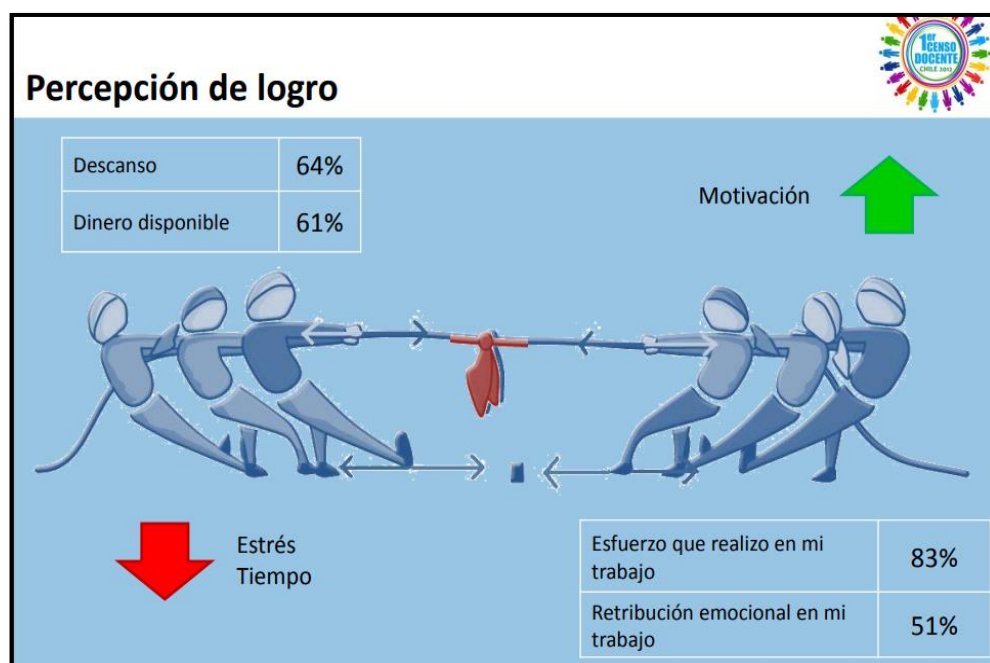 1er
CENSO
DOCENTE
CHILE 2012
Percepción de logro
Descanso 64%
Dinero disponible 61%
Motivación
Estrés
Tiempo
Esfuerzo que realizo en mi
trabajo
83%
Retribución emocional en mi
trabajo
51%